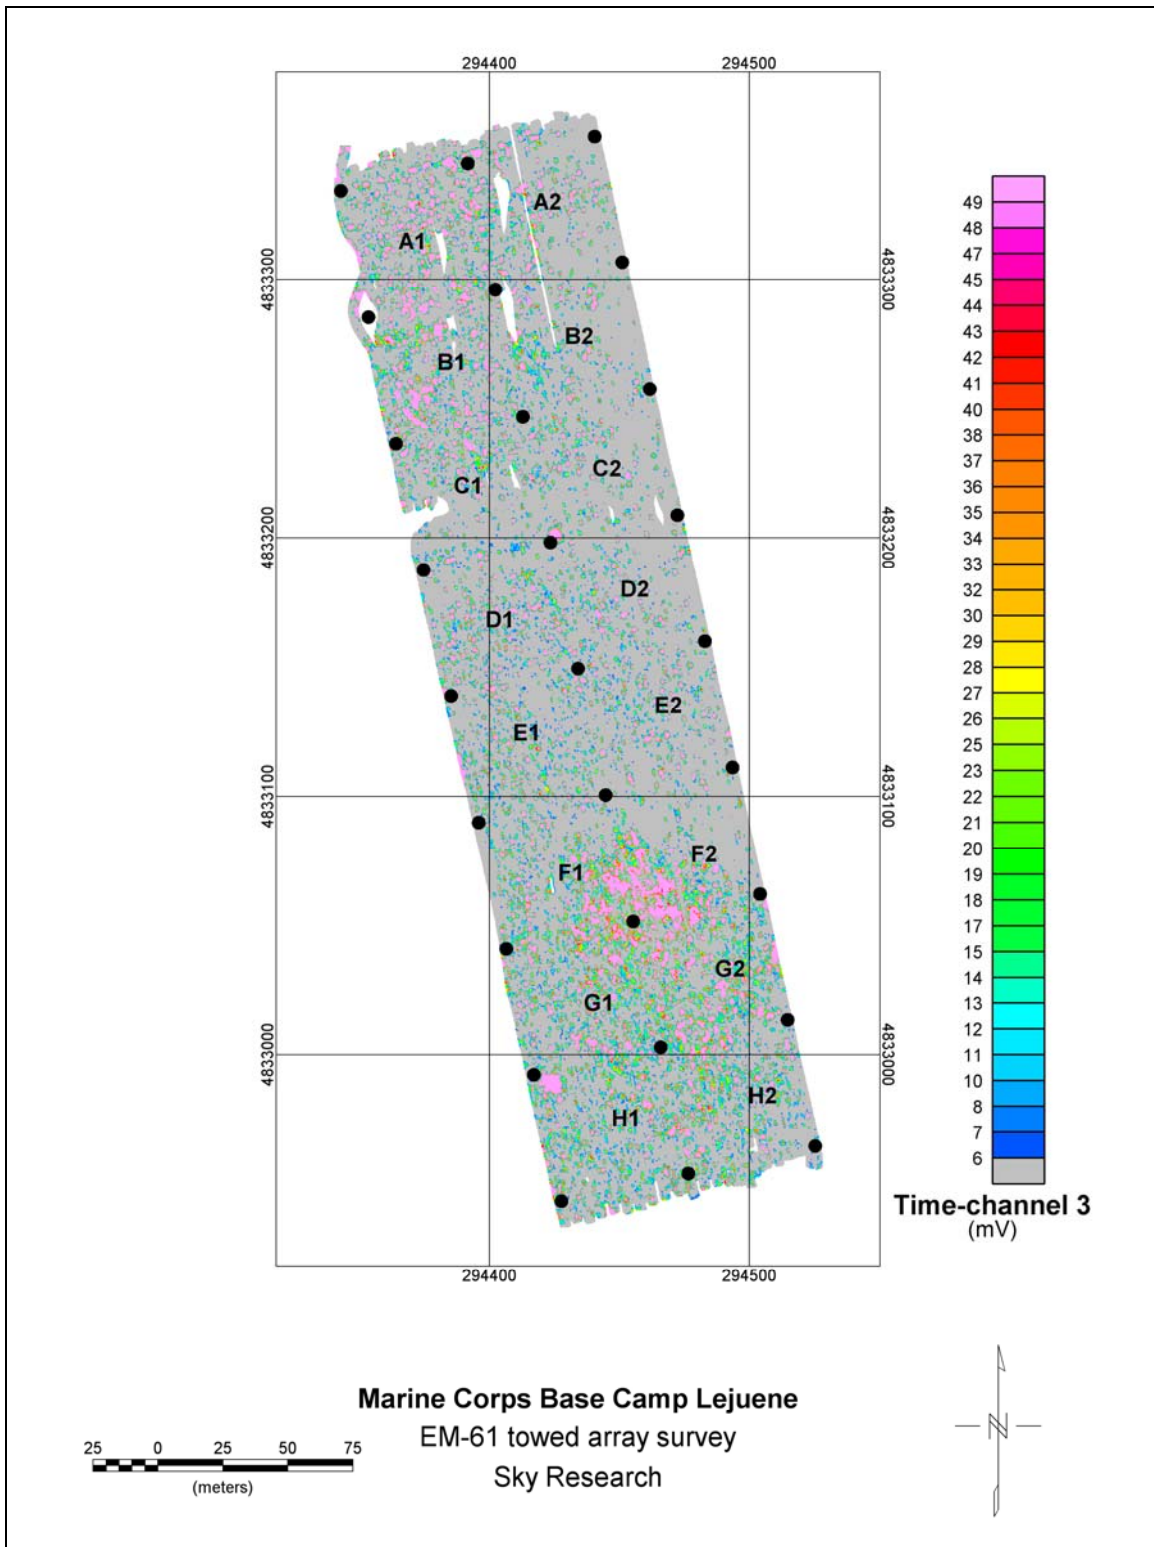 294400 294500
A2
A1
4833300 4833300
B2
B1
C2
C1
4833200 4833200
D2
D1
E2
E1
4833100 4833100
F2
F1
G2
G1
4833000 4833000
H2
H1
294400 294500
49
48
47
45
44
43
42
41
40
38
37
36
35
34
33
32
30
29
28
27
26
25
23
22
21
20
19
18
17
15
14
13
12
11
10
8
7
6
Time-channel 3
(mV)
Marine Corps Base Camp Lejuene
EM-61 towed array survey
Sky Research
25 0 25 50 75
(meters)
N